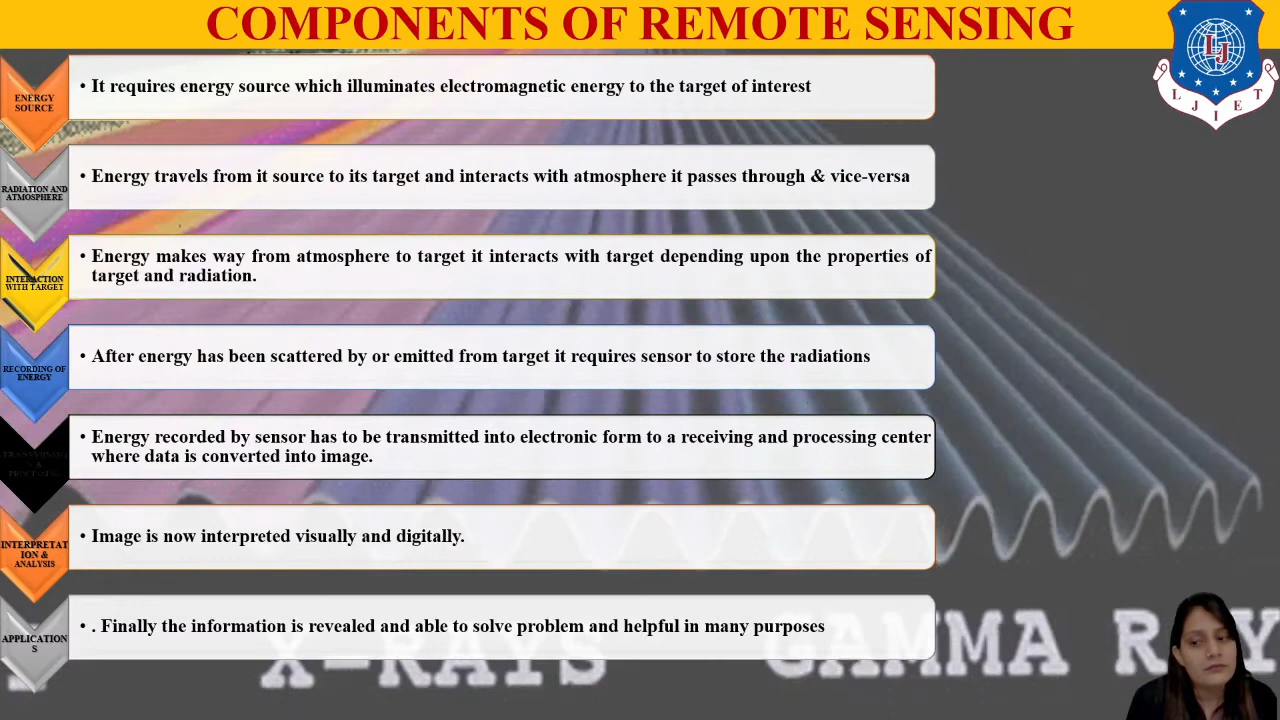 COMPONENTS OF REMOTE SENSING
LJ
L J I E T
ENERGY
SOURCE
• It requires energy source which illuminates electromagnetic energy to the target of interest
RADIATION AND
ATMOSPHERE
• Energy travels from it source to its target and interacts with atmosphere it passes through & vice-versa
INTERACTION
WITH TARGET
• Energy makes way from atmosphere to target it interacts with target depending upon the properties of
target and radiation.
RECORDING OF
ENERGY
• After energy has been scattered by or emitted from target it requires sensor to store the radiations
• Energy recorded by sensor has to be transmitted into electronic form to a receiving and processing center
where data is converted into image.
INTERPRETAT
ION &
ANALYSIS
• Image is now interpreted visually and digitally.
APPLICATION
S
• . Finally the information is revealed and able to solve problem and helpful in many purposes
X-RAYS GAMMA RAY